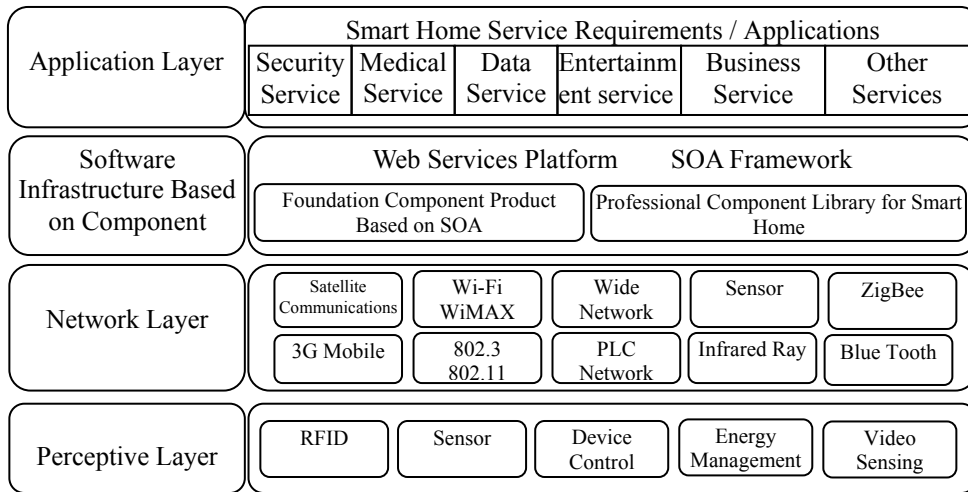 Application Layer
Smart Home Service Requirements / Applications
Security
Service
Medical
Service
Data
Service
Entertainm
ent service
Business
Service
Other
Services
Software
Infrastructure Based
on Component
Web Services Platform SOA Framework
Foundation Component Product
Based on SOA
Professional Component Library for Smart
Home
Network Layer
Satellite
Communications
Wi-Fi
WiMAX
Wide
Network
Sensor
ZigBee
3G Mobile
802.3
802.11
PLC
Network
Infrared Ray
Blue Tooth
Perceptive Layer
RFID
Sensor
Device
Control
Energy
Management
Video
Sensing